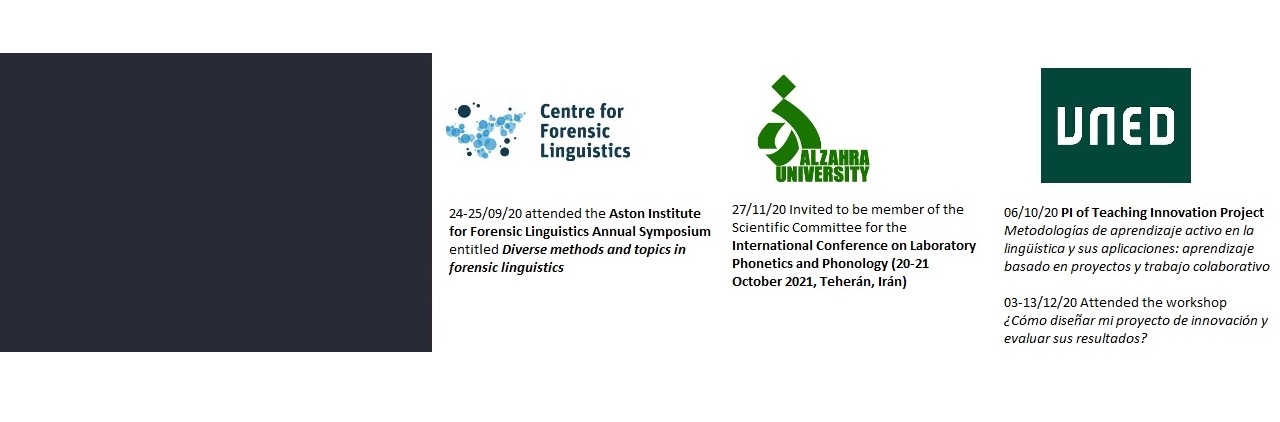 Centre for
Forensic
Linguistics
24-25/09/20 attended the Aston Institute
for Forensic Linguistics Annual Symposium
entitled Diverse methods and topics in
forensic linguistics
ALZAHRA
UNIVERSITY
27/11/20 Invited to be member of the
Scientific Committee for the
International Conference on Laboratory
Phonetics and Phonology (20-21
October 2021, Teherán, Irán)
UNED
06/10/20 PI of Teaching Innovation Project
Metodologías de aprendizaje activo en la
lingüística y sus aplicaciones: aprendizaje
basado en proyectos y trabajo colaborativo
03-13/12/20 Attended the workshop
¿Cómo diseñar mi proyecto de innovación y
evaluar sus resultados?